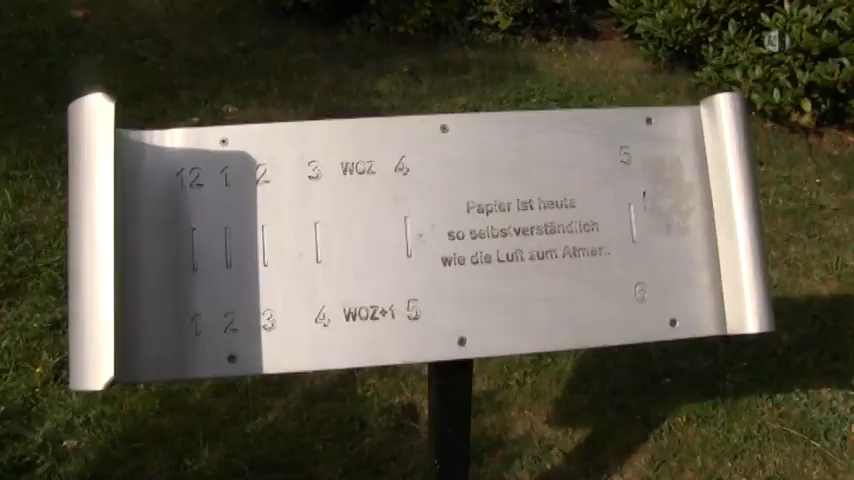 12 1 2 3 WOZ 4 5
Papier ist heute
so selbstverständlich
wie die Luft zum Atmen.
1 2 3 4 WOZ+1 5 6